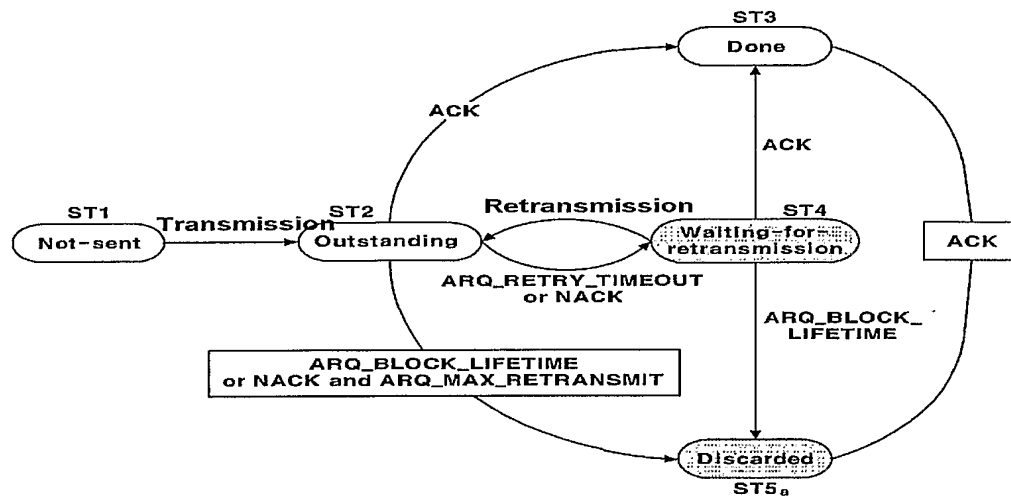 ST3
Done
ACK
ACK
ST1
Transmission
ST2
Retransmission
ST4
Not-sent
Outstanding
Waiting-for-
retransmission
ACK
ARQ_RETRY_TIMEOUT
or NACK
ARQ_BLOCK_
LIFETIME
ARQ_BLOCK_LIFETIME
or NACK and ARQ_MAX_RETRANSMIT
Discarded
ST5a